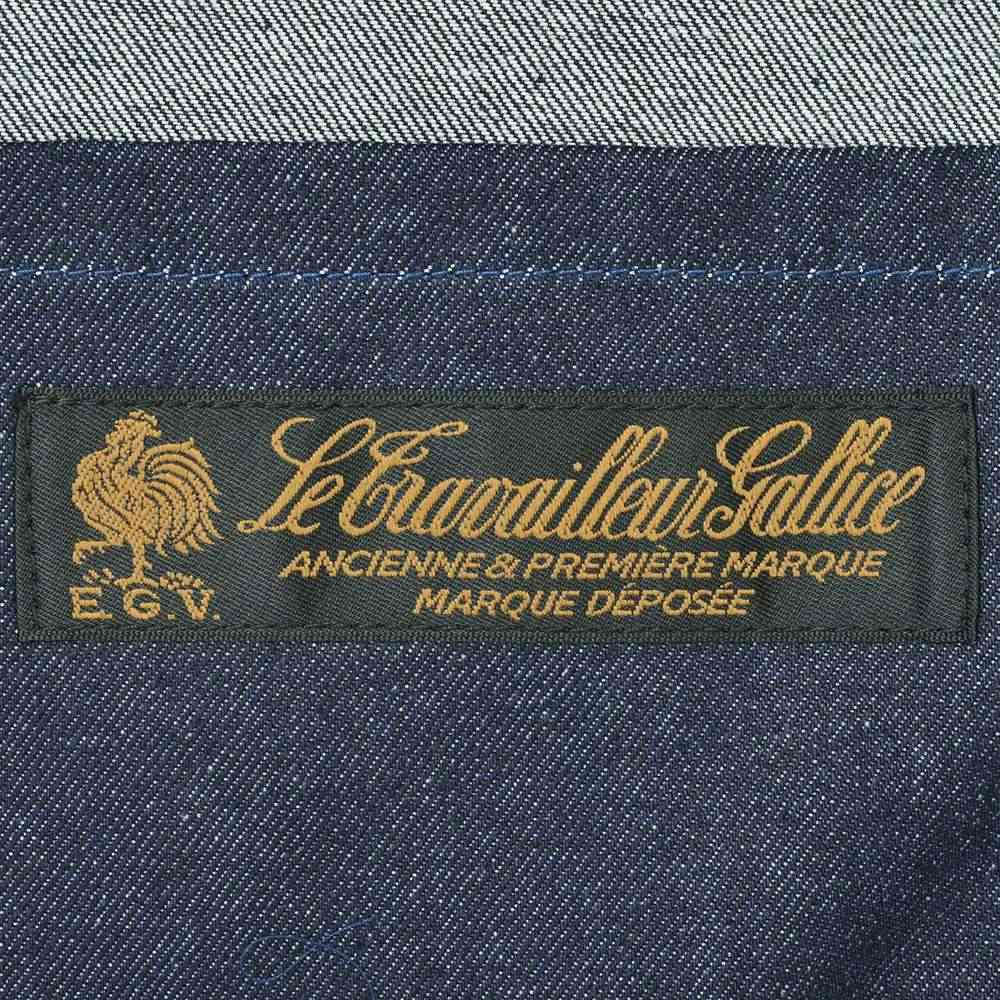 Le Travailleur Gallice
ANCIENNE & PREMIÈRE MARQUE
MARQUE DÉPOSÉE
E.G.V.